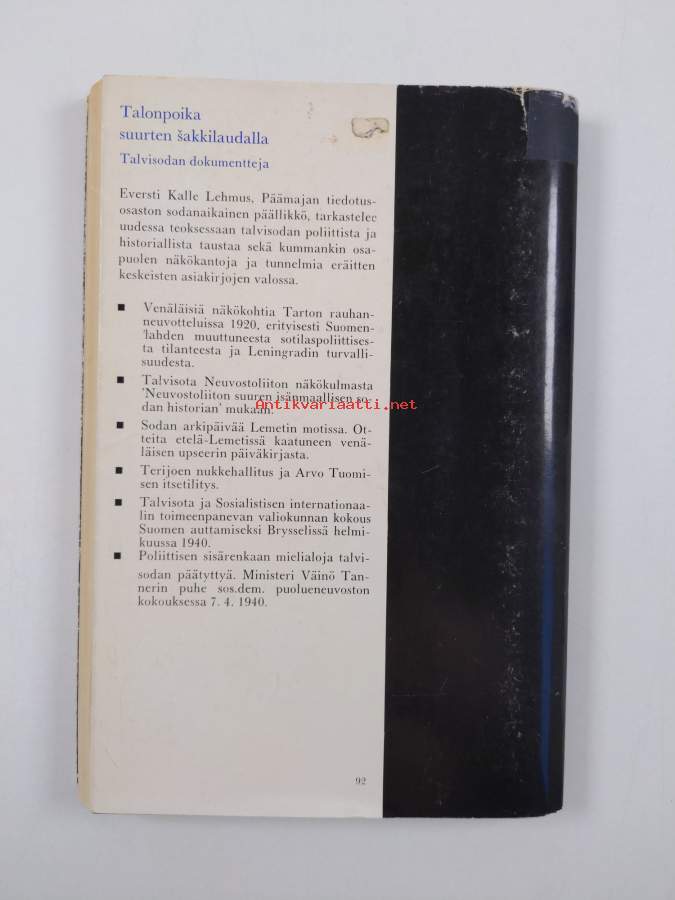 Talonpoika
suurten šakkilaudalla
Talvisodan dokumentteja
Eversti Kalle Lehmus, Päämajan tiedotus-
osaston sodanaikainen päällikkö, tarkastelee
uudessa teoksessaan talvisodan poliittista ja
historiallista taustaa sekä kummankin osa-
puolen näkökantoja ja tunnelmia eräitten
keskeisten asiakirjojen valossa.
■ Venäläisiä näkökohtia Tarton rauhan-
neuvotteluissa 1920, erityisesti Suomen-
lahden muuttuneesta sotilaspoliittises-
ta tilanteesta ja Leningradin turvalli-
suudesta.
■ Talvisota Neuvostoliiton näkökulmasta
'Neuvostoliiton suuren isänmaallisen so-
dan historian' mukaan.
Antikvariaatti.net
■ Sodan arkipäivää Lemetin motissa. Ot-
teita etelä-Lemetissä kaatuneen venä-
läisen upseerin päiväkirjasta.
■ Terijoen nukkehallitus ja Arvo Tuomi-
sen itsetilitys.
■ Talvisota ja Sosialistisen internationaa-
lin toimeenpanevan valiokunnan kokous
Suomen auttamiseksi Brysselissä helmi-
kuussa 1940.
■ Poliittisen sisärenkaan mielialoja talvi-
sodan päätyttyä. Ministeri Väinö Tan-
nerin puhe sos.dem. puolueneuvoston
kokouksessa 7. 4. 1940.
92